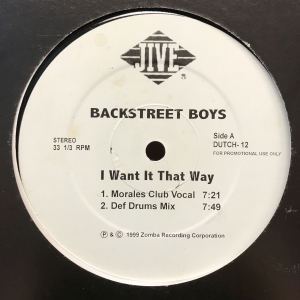 JIVE
®
BACKSTREET BOYS
STEREO
33 1/3 RPM
Side A
DUTCH-12
FOR PROMOTIONAL USE ONLY
I Want It That Way
1. Morales Club Vocal 7:21
2. Def Drums Mix 7:49
℗ & © 1999 Zomba Recording Corporation